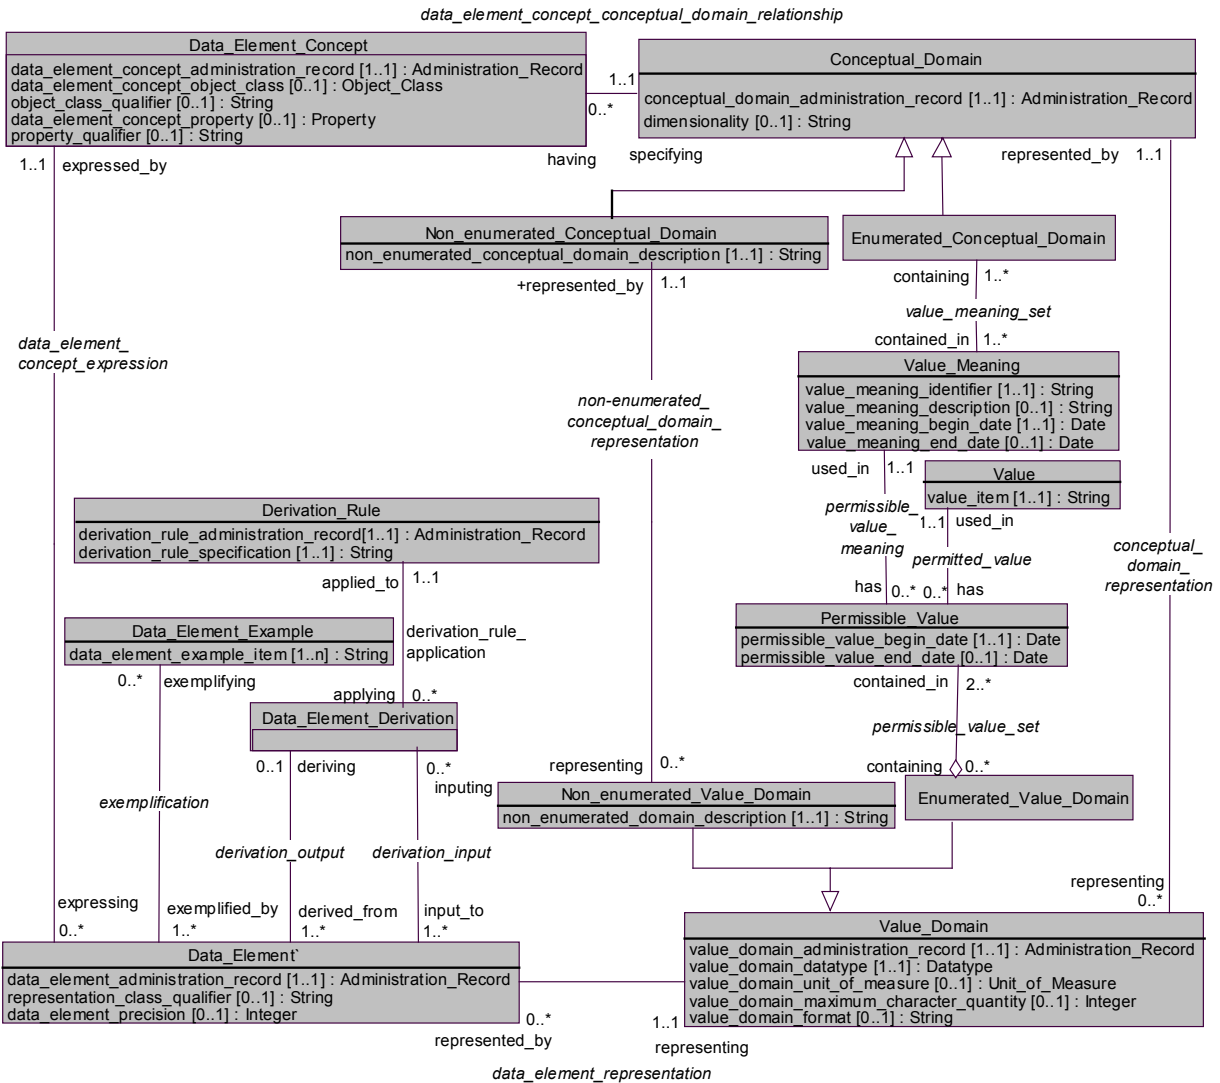 data_element_concept_conceptual_domain_relationship
Data_Element_Concept
data_element_concept_administration_record [1..1] : Administration_Record
data_element_concept_object_class [0..1] : Object_Class
object_class_qualifier [0..1] : String
data_element_concept_property [0..1] : Property
property_qualifier [0..1] : String
Conceptual_Domain
conceptual_domain_administration_record [1..1] : Administration_Record
dimensionality [0..1] : String
1..1
0..*
1..1
expressed_by
having
specifying
represented_by
1..1
Non_enumerated_Conceptual_Domain
non_enumerated_conceptual_domain_description [1..1] : String
Enumerated_Conceptual_Domain
+represented_by
1..1
containing
1..*
value_meaning_set
contained_in
1..*
data_element_
concept_expression
Value_Meaning
value_meaning_identifier [1..1] : String
value_meaning_description [0..1] : String
value_meaning_begin_date [1..1] : Date
value_meaning_end_date [0..1] : Date
non-enumerated_
conceptual_domain_
representation
used_in
1..1
Value
value_item [1..1] : String
permissible_
value_
meaning
1..1
used_in
permitted_value
has
0..*
0..*
has
conceptual_
domain_
representation
Derivation_Rule
derivation_rule_administration_record[1..1] : Administration_Record
derivation_rule_specification [1..1] : String
applied_to
1..1
Data_Element_Example
data_element_example_item [1..n] : String
derivation_rule_
application
Permissible_Value
permissible_value_begin_date [1..1] : Date
permissible_value_end_date [0..1] : Date
0..*
exemplifying
applying
0..*
contained_in
2..*
Data_Element_Derivation
permissible_value_set
0..1
deriving
0..*
inputing
representing
0..*
containing
0..*
Non_enumerated_Value_Domain
non_enumerated_domain_description [1..1] : String
Enumerated_Value_Domain
exemplification
derivation_output
derivation_input
representing
0..*
expressing
0..*
exemplified_by
1..*
derived_from
1..*
input_to
1..*
Data_Element`
data_element_administration_record [1..1] : Administration_Record
representation_class_qualifier [0..1] : String
data_element_precision [0..1] : Integer
Value_Domain
value_domain_administration_record [1..1] : Administration_Record
value_domain_datatype [1..1] : Datatype
value_domain_unit_of_measure [0..1] : Unit_of_Measure
value_domain_maximum_character_quantity [0..1] : Integer
value_domain_format [0..1] : String
0..*
represented_by
1..1
representing
data_element_representation